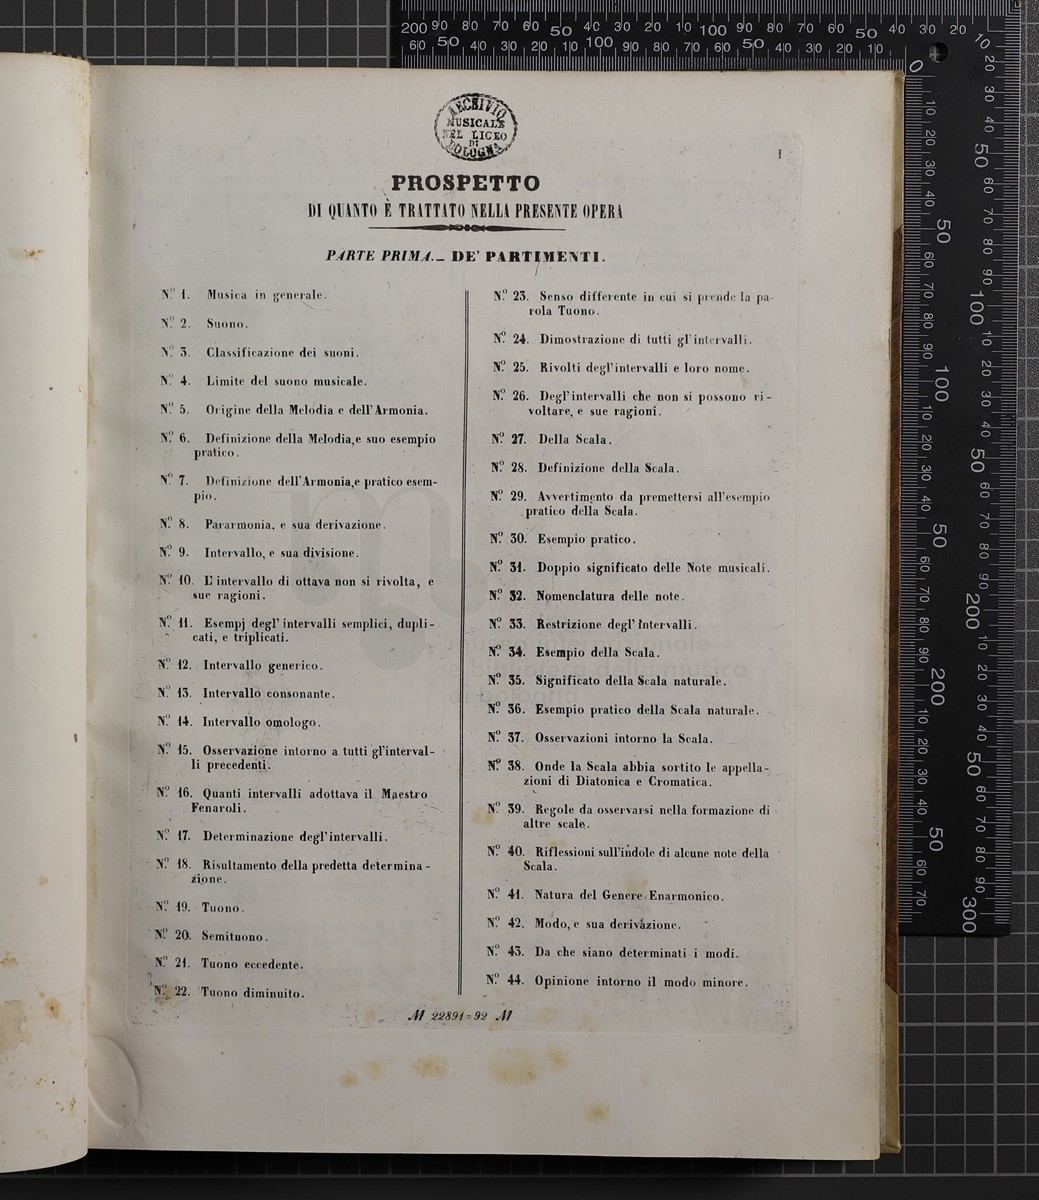 ARCHIVIO
MUSICALE
NEL LICEO
DI
BOLOGNA
I
PROSPETTO
DI QUANTO È TRATTATO NELLA PRESENTE OPERA
PARTE PRIMA._ DE' PARTIMENTI.
N.º 1. Musica in generale.
N.º 2. Suono.
N.º 3. Classificazione dei suoni.
N.º 4. Limite del suono musicale.
N.º 5. Origine della Melodia e dell'Armonia.
N.º 6. Definizione della Melodia,e suo esempio
pratico.
N.º 7. Definizione dell'Armonia,e pratico esem-
pio.
N.º 8. Pararmonia, e sua derivazione.
N.º 9. Intervallo, e sua divisione.
N.º 10. L'intervallo di ottava non si rivolta, e
sue ragioni.
N.º 11. Esempj degl'intervalli semplici, dupli-
cati, e triplicati.
N.º 12. Intervallo generico.
N.º 13. Intervallo consonante.
N.º 14. Intervallo omologo.
N.º 15. Osservazione intorno a tutti gl'interval-
li precedenti.
N.º 16. Quanti intervalli adottava il Maestro
Fenaroli.
N.º 17. Determinazione degl'intervalli.
N.º 18. Risultamento della predetta determina-
zione.
N.º 19. Tuono.
N.º 20. Semituono.
N.º 21. Tuono eccedente.
N.º 22. Tuono diminuito.
N.º 23. Senso differente in cui si prende la pa-
rola Tuono.
N.º 24. Dimostrazione di tutti gl'intervalli.
N.º 25. Rivolti degl'intervalli e loro nome.
N.º 26. Degl'intervalli che non si possono ri-
voltare, e sue ragioni.
N.º 27. Della Scala.
N.º 28. Definizione della Scala.
N.º 29. Avvertimento da premettersi all'esempio
pratico della Scala.
N.º 30. Esempio pratico.
N.º 31. Doppio significato delle Note musicali.
N.º 32. Nomenclatura delle note.
N.º 33. Restrizione degl'Intervalli.
N.º 34. Esempio della Scala.
N.º 35. Significato della Scala naturale.
N.º 36. Esempio pratico della Scala naturale.
N.º 37. Osservazioni intorno la Scala.
N.º 38. Onde la Scala abbia sortito le appella-
zioni di Diatonica e Cromatica.
N.º 39. Regole da osservarsi nella formazione di
altre scale.
N.º 40. Riflessioni sull'indole di alcune note della
Scala.
N.º 41. Natura del Genere Enarmonico.
N.º 42. Modo, e sua derivazione.
N.º 43. Da che siano determinati i modi.
N.º 44. Opinione intorno il modo minore.
M 22891=92 M